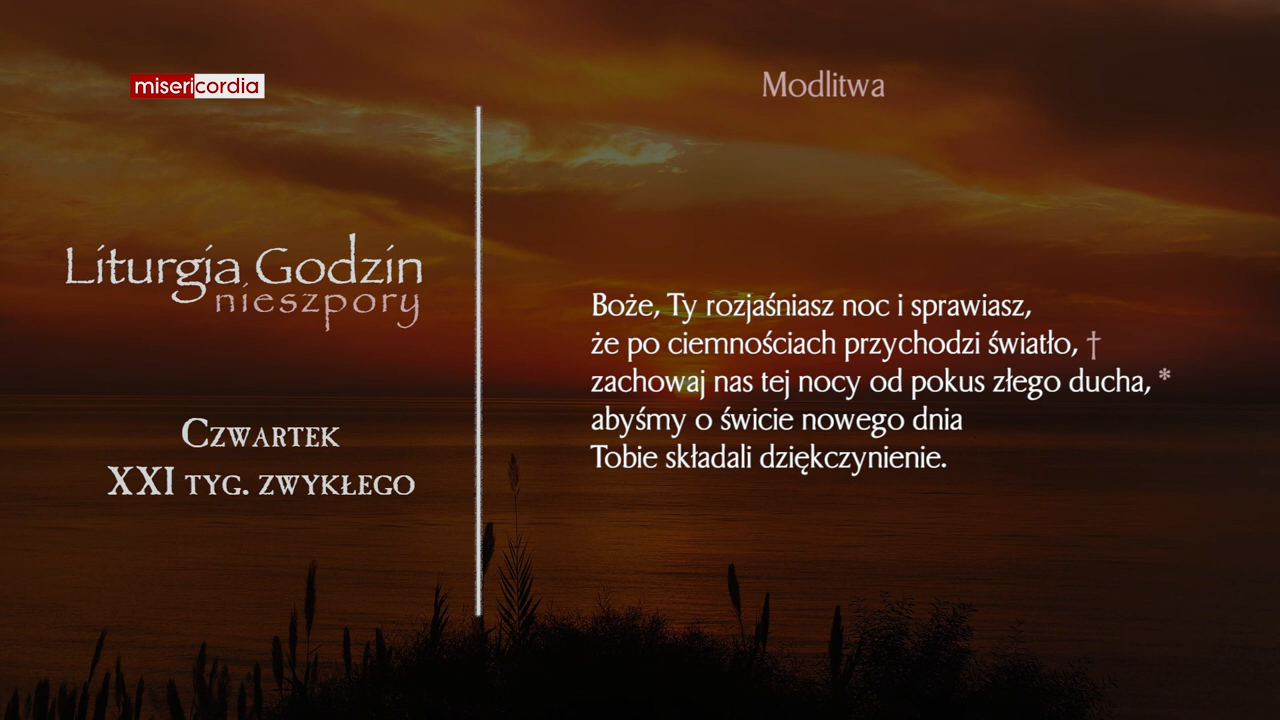 misericordia
Modlitwa
Liturgia Godzin
nieszpory
Czwartek
XXI tyg. zwykłego
Boże, Ty rozjaśniasz noc i sprawiasz,
że po ciemnościach przychodzi światło, †
zachowaj nas tej nocy od pokus złego ducha, *
abyśmy o świcie nowego dnia
Tobie składali dziękczynienie.